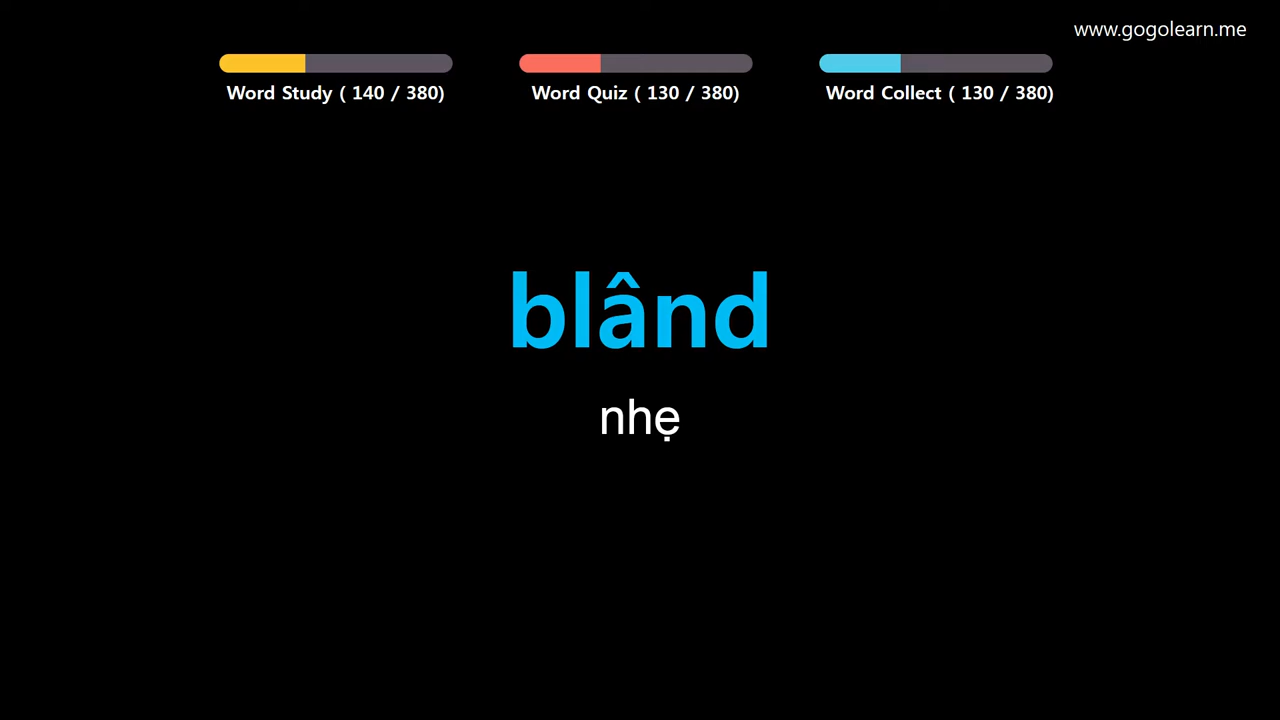 www.gogolearn.me
Word Study ( 140 / 380)
Word Quiz ( 130 / 380)
Word Collect ( 130 / 380)
blând
nhẹ